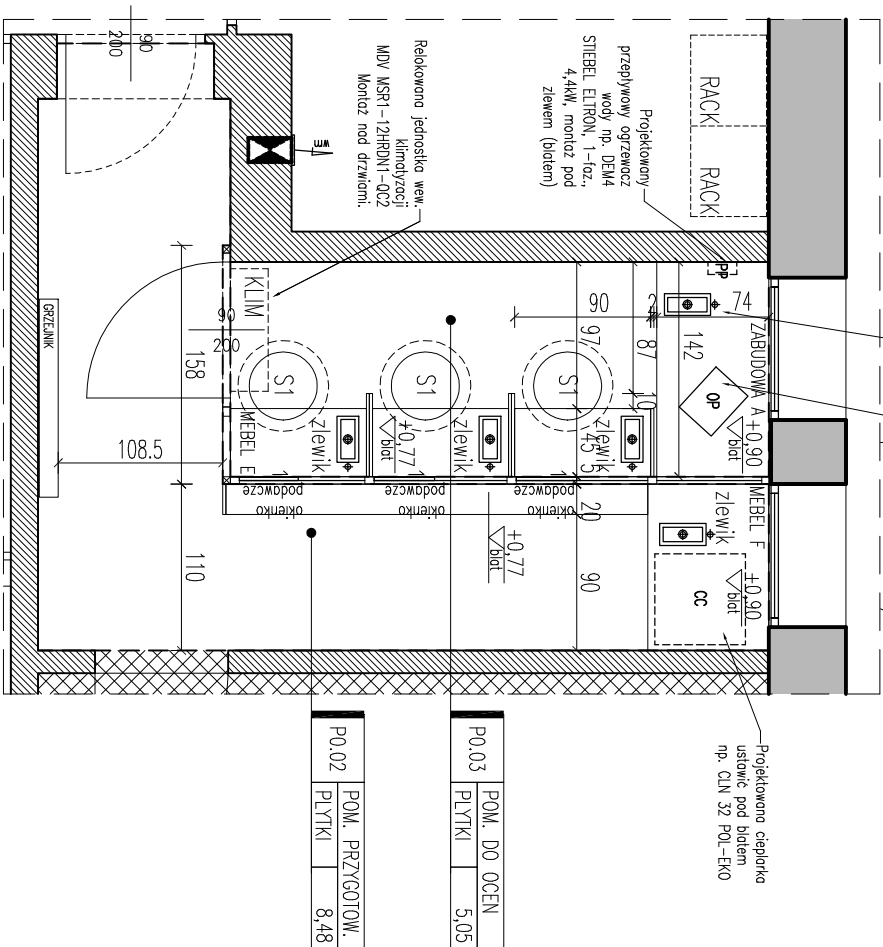 RACK
RACK
Projektowany
przepływowy ogrzewacz
wody np. DEM4
STIEBEL ELTRON, 1-faz.,
4,4kW, montaż pod
zlewem (blatem)
Relokowana jednostka wew.
klimatyzacji
MDV MSR1-12HRDN1-QC2
Montaż nad drzwiami.
wm
90
200
GRZEJNIK
KLIM
90
200
158
108.5
110
PP
74
90
2
97
87
142
10
45
5
20
90
ZABUDOWA A
OP
+0,90
blat
S1
S1
S1
zlewik
zlewik
zlewik
+0,77
blat
MEBEL E
okienko
podawcze
okienko
podawcze
okienko
podawcze
+0,77
blat
MEBEL F
zlewik
+0,90
blat
CC
Projektowana cieplarka
ustawić pod blatem
np. CLN 32 POL-EKO
P0.03
POM. DO OCEN
PŁYTKI
5,05
P0.02
POM. PRZYGOTOW.
PŁYTKI
8,48